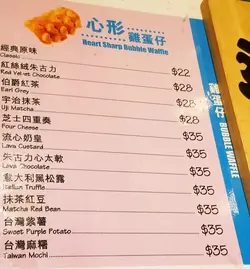 心形 雞蛋仔
Heart Sharp Bubble Waffle
經典原味
Classic
$22
紅絲絨朱古力
Red Velvet Chocolate
$28
伯爵紅茶
Earl Grey
$28
宇治抹茶
Uji Matcha
$28
芝士四重奏
Four Cheese
$35
流心奶皇
Lava Custard
$35
朱古力心太軟
Lava Chocolate
$35
意大利黑松露
Italian Truffle
$35
抹茶紅豆
Matcha Red Bean
$35
台灣紫薯
Sweet Purple Potato
$35
台灣麻糬
Taiwan Mochi
$35
雞蛋仔
BUBBLE WAFFLE